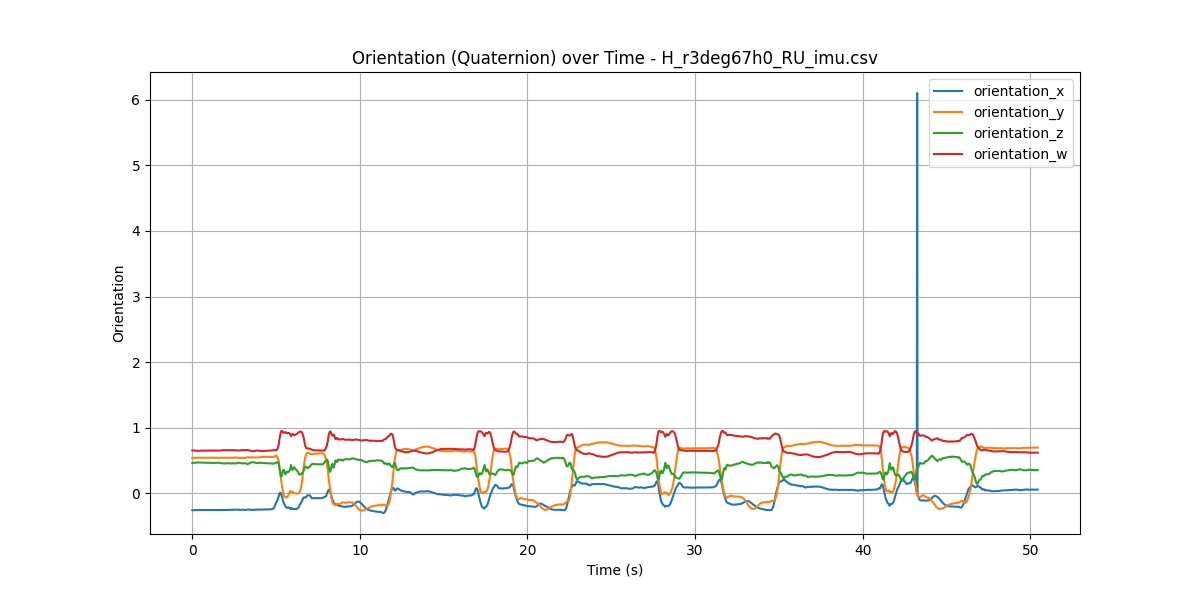 Orientation (Quaternion) over Time - H_r3deg67h0_RU_imu.csv
orientation_x
orientation_y
orientation_z
orientation_w
6
5
4
3
2
1
0
Orientation
0 10 20 30 40 50
Time (s)